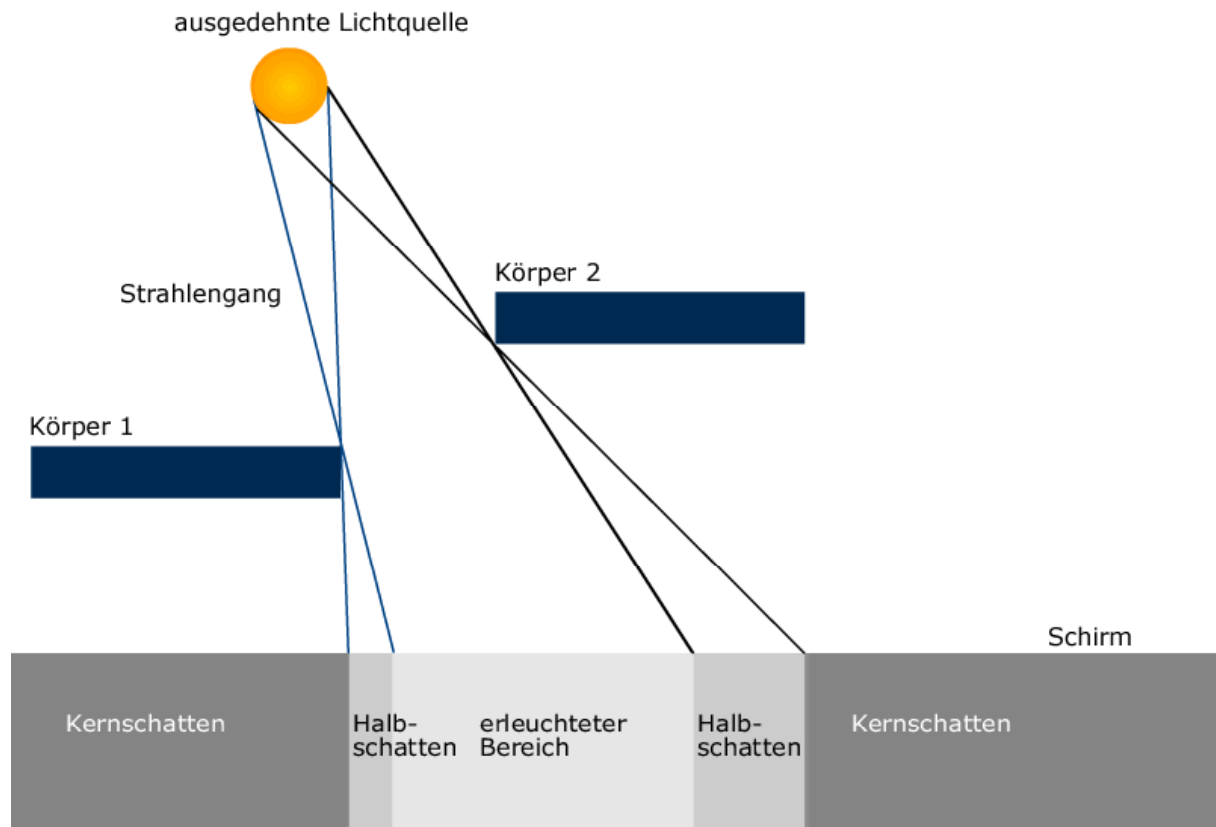 ausgedehnte Lichtquelle
Körper 2
Strahlengang
Körper 1
Schirm
Kernschatten
Halb-
schatten
erleuchteter
Bereich
Halb-
schatten
Kernschatten